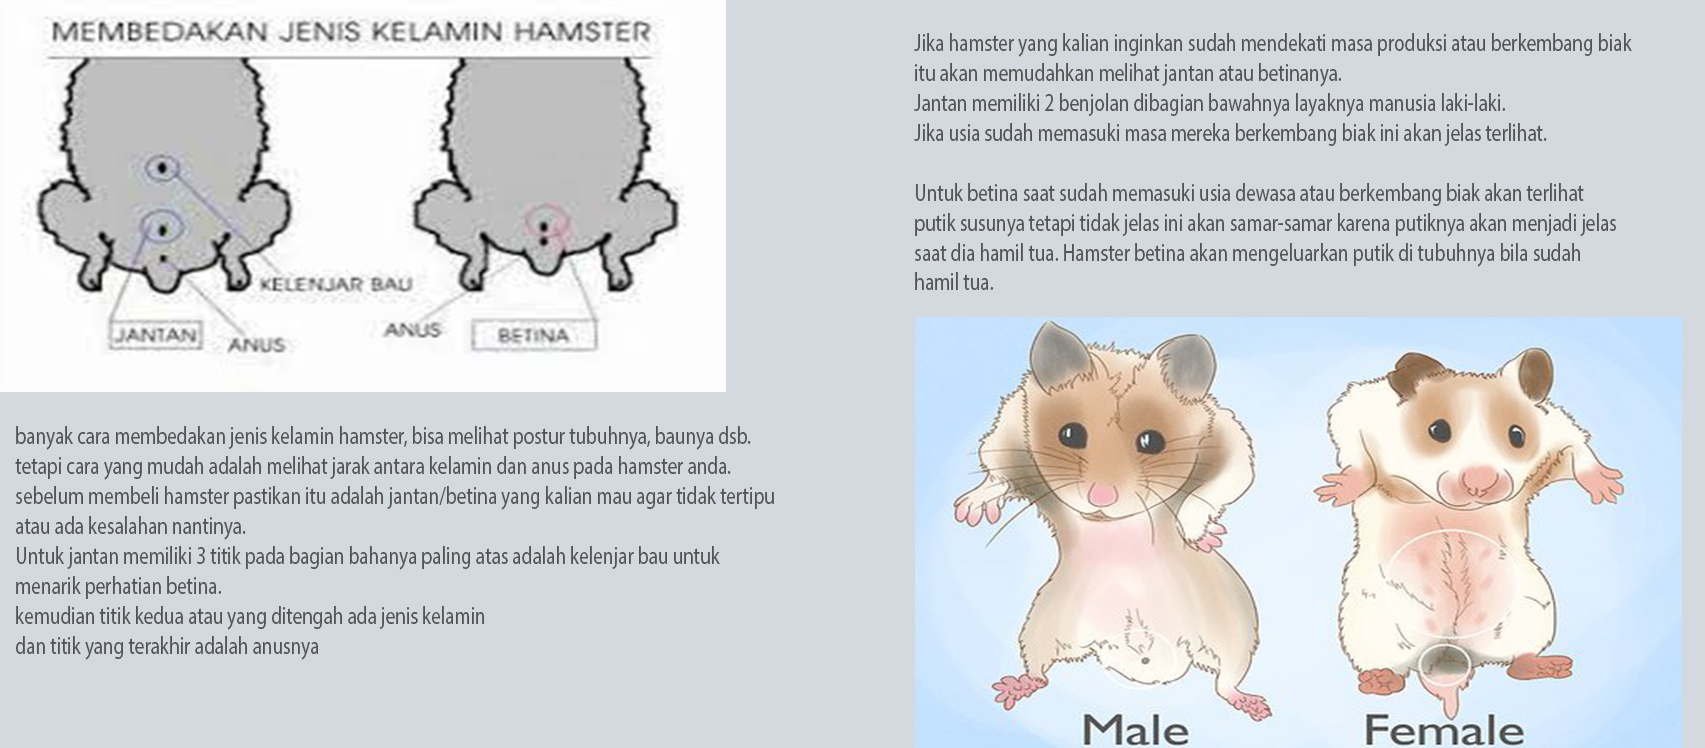 MEMBEDAKAN JENIS KELAMIN HAMSTER
KELENJAR BAU
JANTAN
ANUS
ANUS
BETINA
banyak cara membedakan jenis kelamin hamster, bisa melihat postur tubuhnya, baunya dsb.
tetapi cara yang mudah adalah melihat jarak antara kelamin dan anus pada hamster anda.
sebelum membeli hamster pastikan itu adalah jantan/betina yang kalian mau agar tidak tertipu
atau ada kesalahan nantinya.
Untuk jantan memiliki 3 titik pada bagian bahanya paling atas adalah kelenjar bau untuk
menarik perhatian betina.
kemudian titik kedua atau yang ditengah ada jenis kelamin
dan titik yang terakhir adalah anusnya
Jika hamster yang kalian inginkan sudah mendekati masa produksi atau berkembang biak
itu akan memudahkan melihat jantan atau betinanya.
Jantan memiliki 2 benjolan dibagian bawahnya layaknya manusia laki-laki.
Jika usia sudah memasuki masa mereka berkembang biak ini akan jelas terlihat.
Untuk betina saat sudah memasuki usia dewasa atau berkembang biak akan terlihat
putik susunya tetapi tidak jelas ini akan samar-samar karena putiknya akan menjadi jelas
saat dia hamil tua. Hamster betina akan mengeluarkan putik di tubuhnya bila sudah
hamil tua.
Male
Female